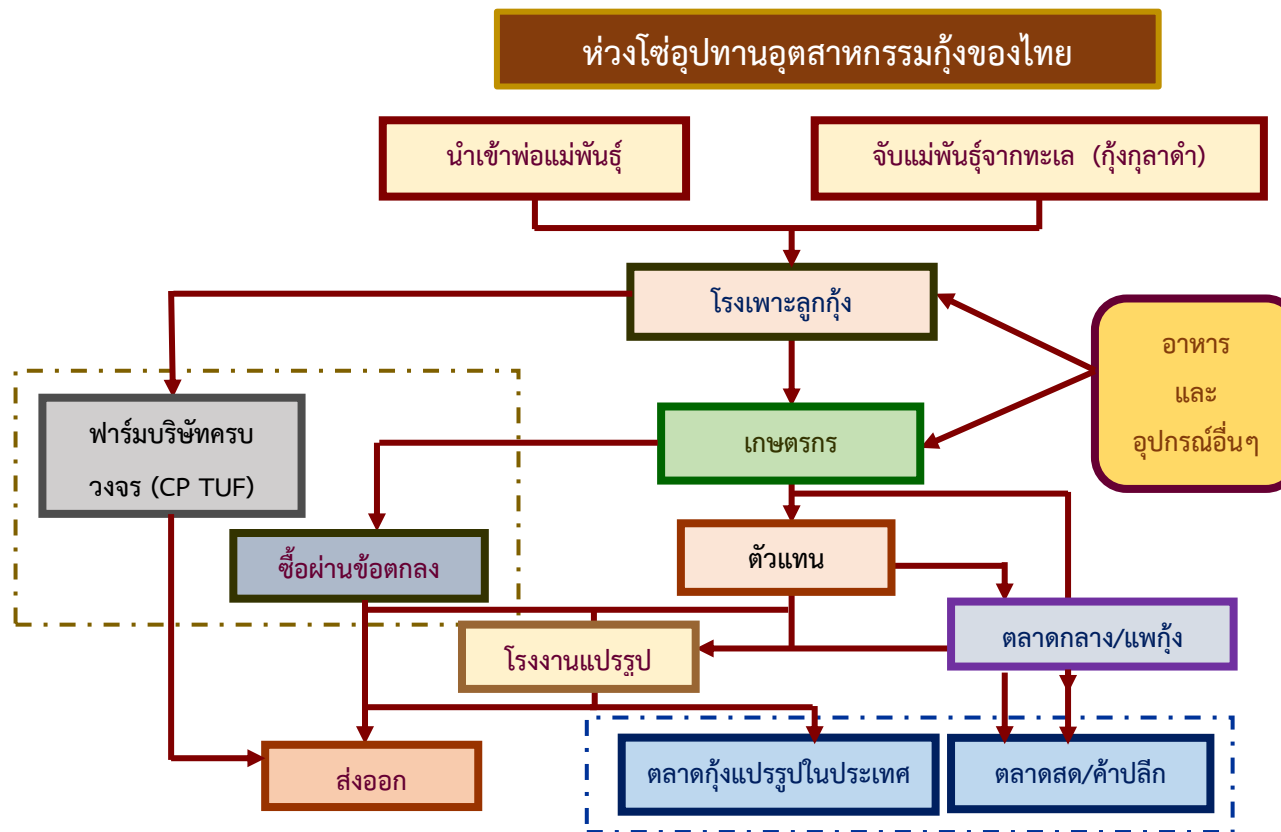 ห่วงโซ่อุปทานอุตสาหกรรมกุ้งของไทย
นำเข้าพ่อแม่พันธุ์
จับแม่พันธุ์จากทะเล (กุ้งกุลาดำ)
โรงเพาะลูกกุ้ง
อาหาร
และ
อุปกรณ์อื่นๆ
ฟาร์มบริษัทครบ
วงจร (CP TUF)
เกษตรกร
ซื้อผ่านข้อตกลง
ตัวแทน
โรงงานแปรรูป
ตลาดกลาง/แพกุ้ง
ส่งออก
ตลาดกุ้งแปรรูปในประเทศ
ตลาดสด/ค้าปลีก